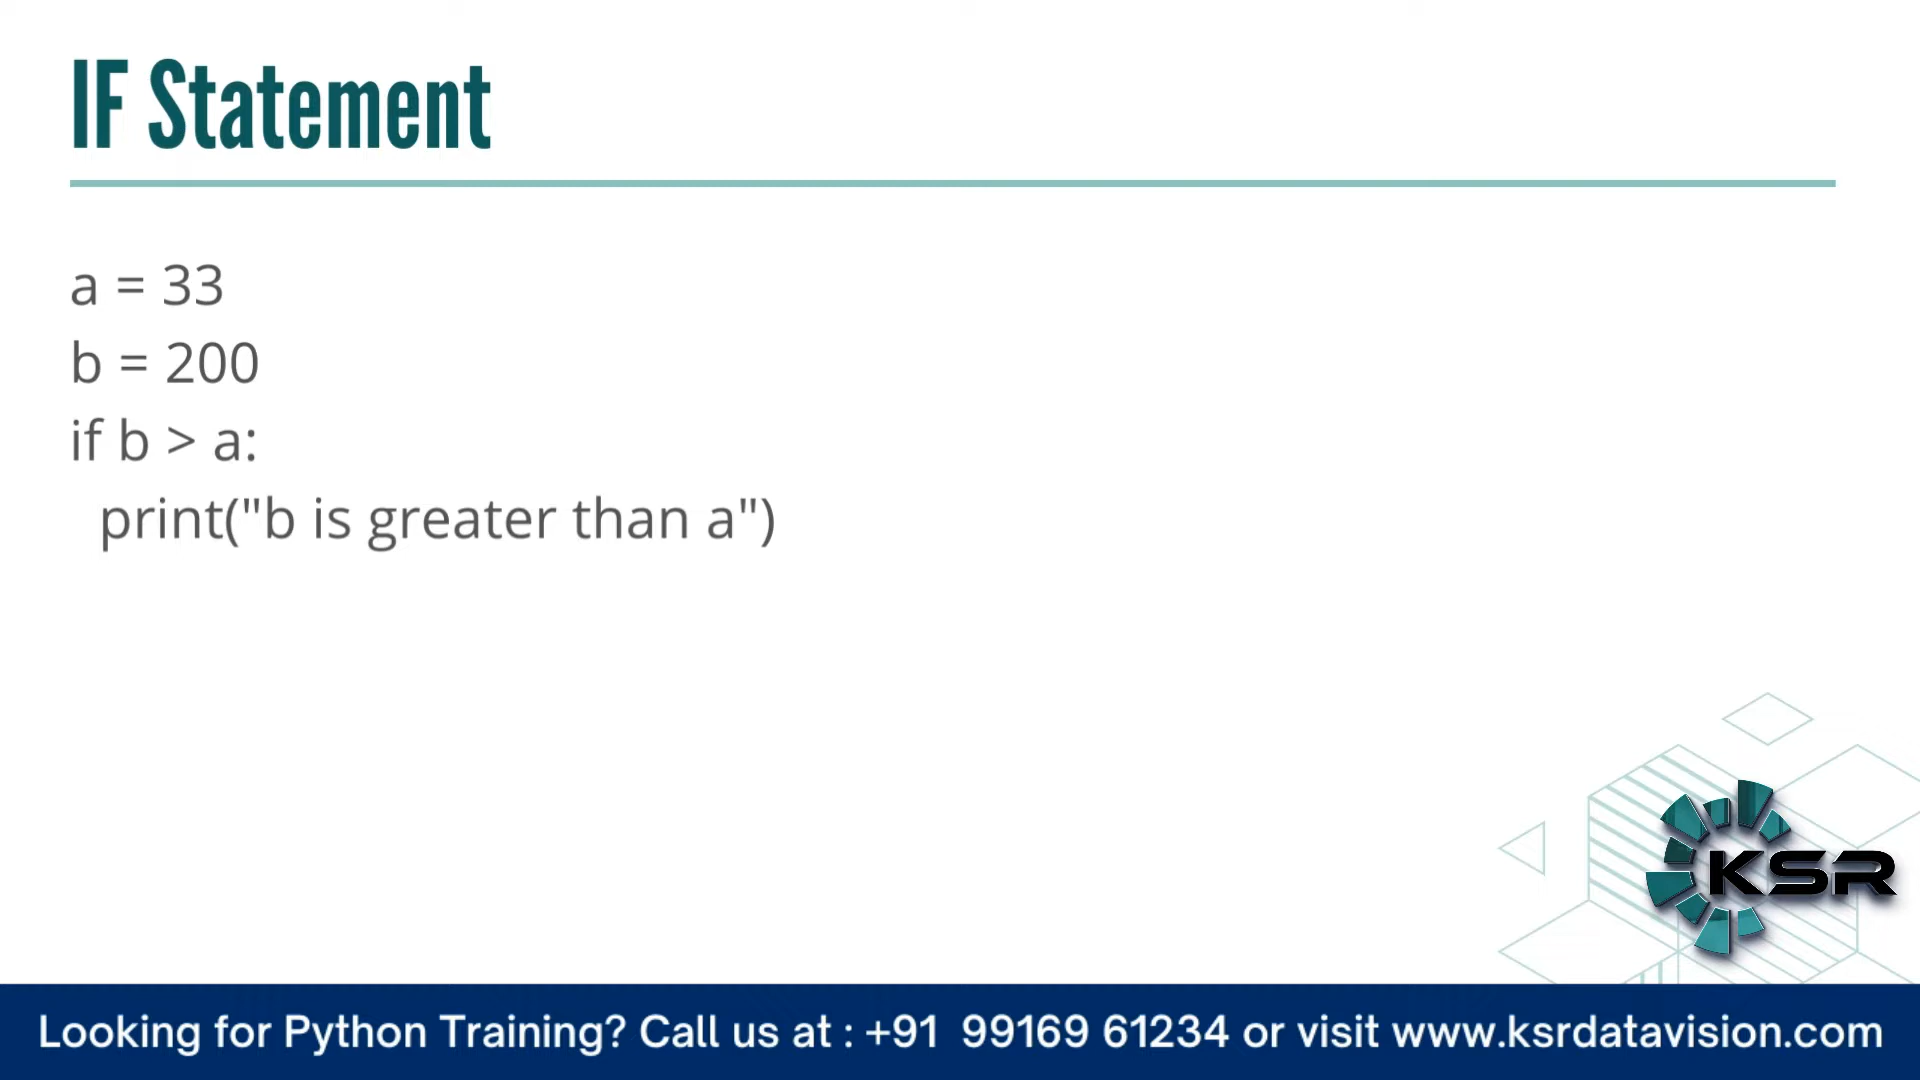 IF Statement
a = 33
b = 200
if b > a:
print("b is greater than a")
KSR
Looking for Python Training? Call us at : +91 99169 61234 or visit www.ksrdatavision.com